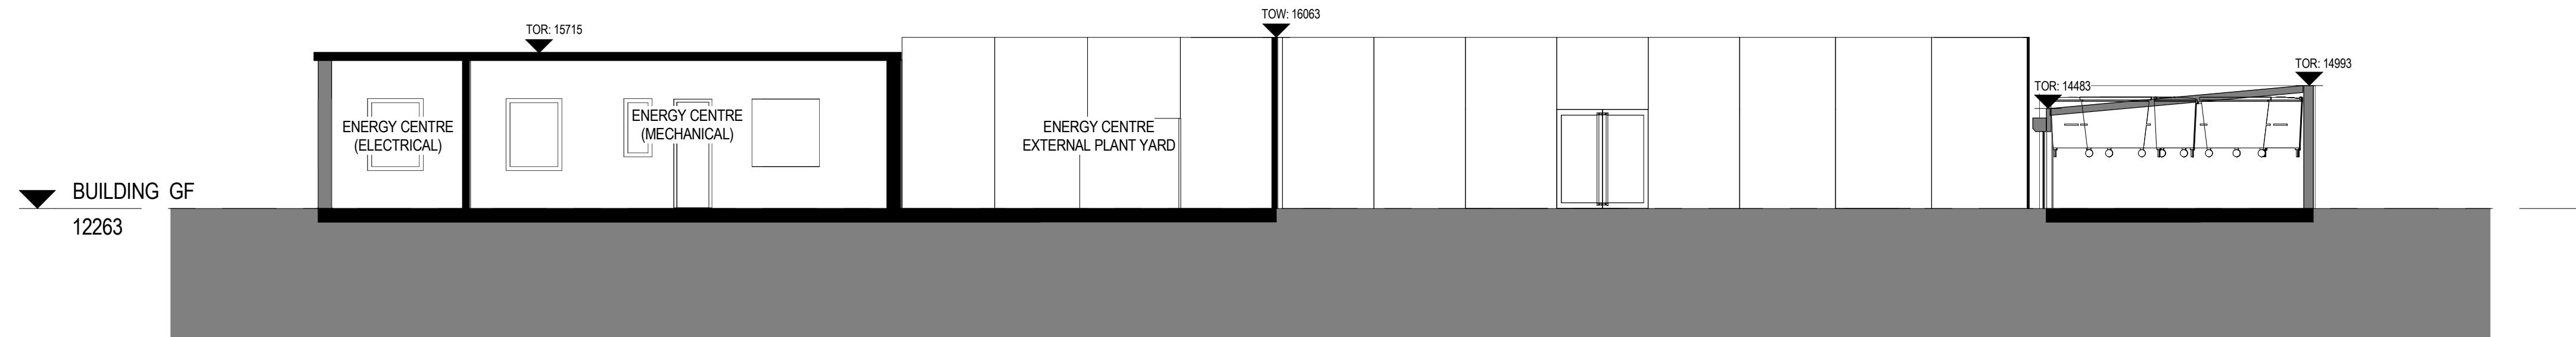 TOR: 15715
TOW: 16063
TOR: 14993
TOR: 14483
ENERGY CENTRE
(ELECTRICAL)
ENERGY CENTRE
(MECHANICAL)
ENERGY CENTRE
EXTERNAL PLANT YARD
BUILDING GF
12263